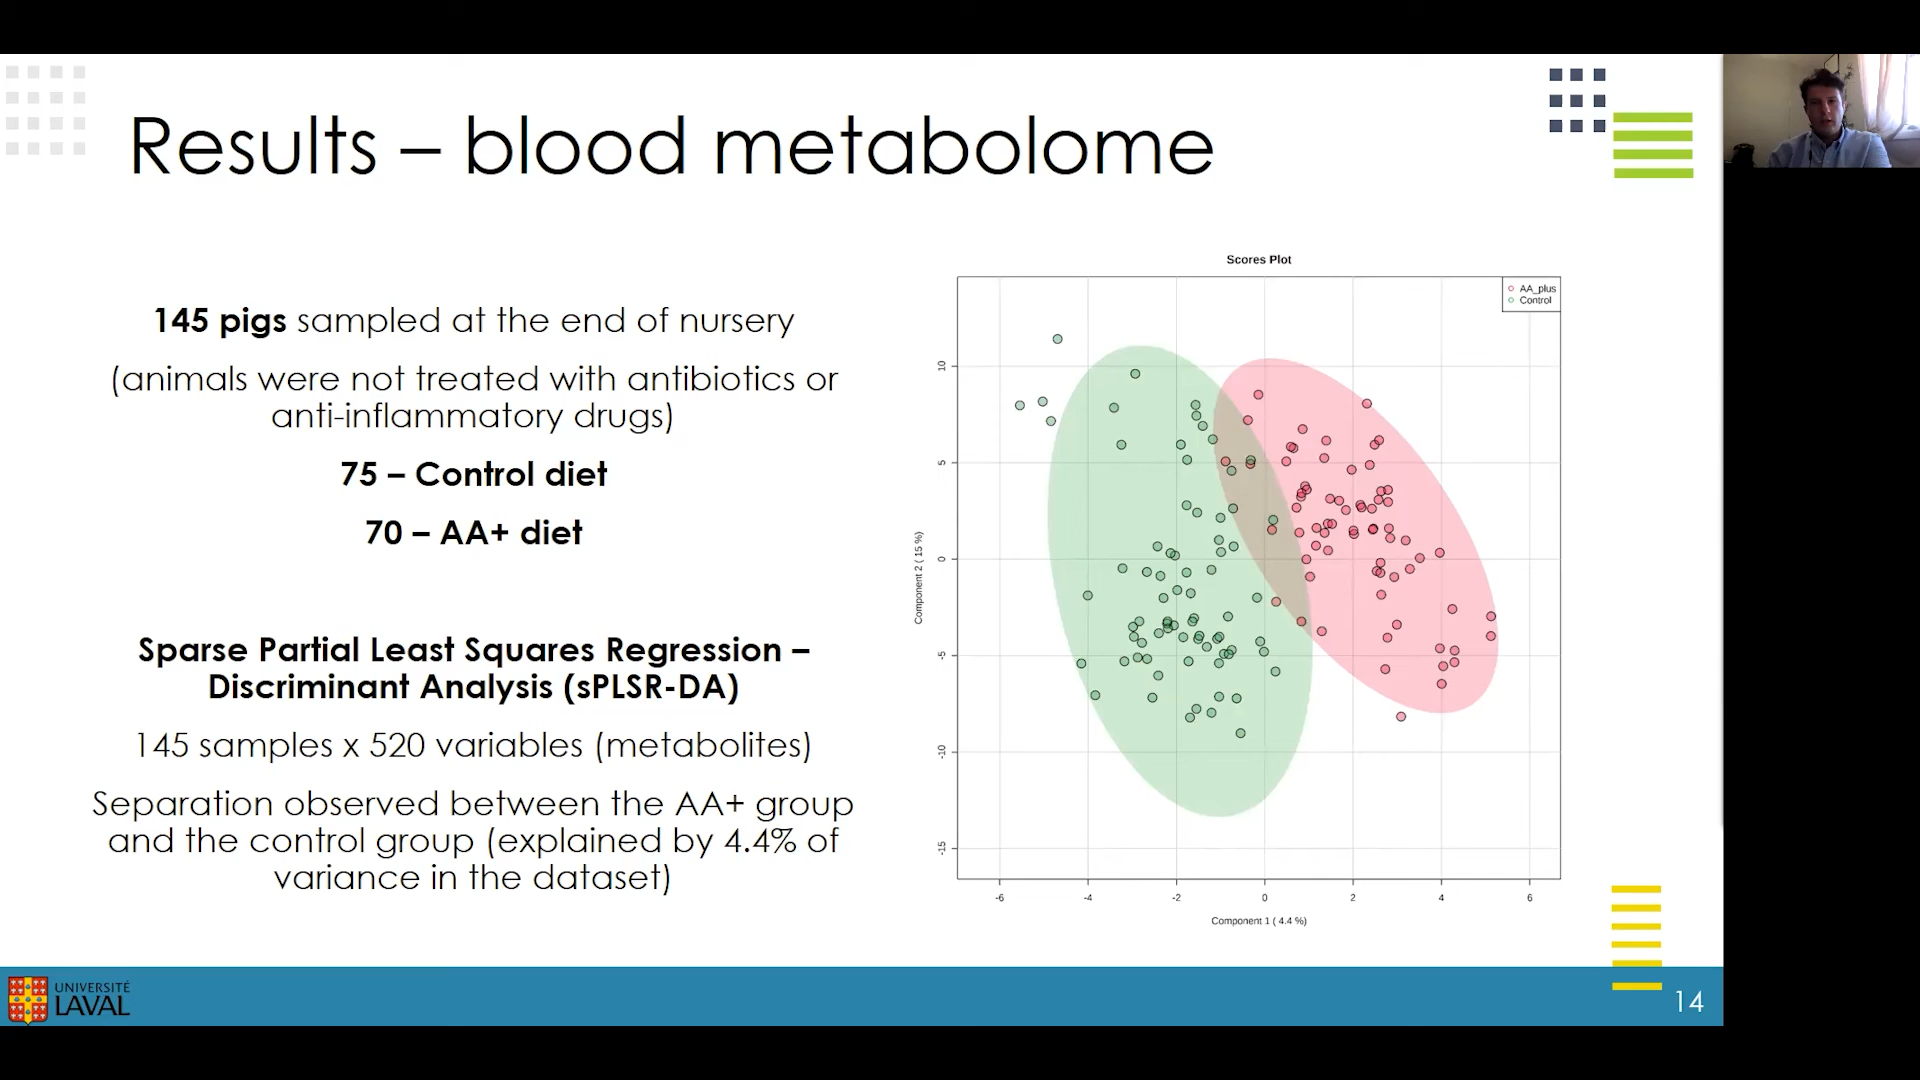 Results – blood metabolome
145 pigs sampled at the end of nursery
(animals were not treated with antibiotics or
anti-inflammatory drugs)
75 – Control diet
70 – AA+ diet
Sparse Partial Least Squares Regression –
Discriminant Analysis (sPLSR-DA)
145 samples x 520 variables (metabolites)
Separation observed between the AA+ group
and the control group (explained by 4.4% of
variance in the dataset)
Scores Plot
AA_plus
Control
Component 2 ( 15 %)
10
5
0
-5
-10
-15
-6 -4 -2 0 2 4 6
Component 1 ( 4.4 %)
UNIVERSITÉ
LAVAL
14